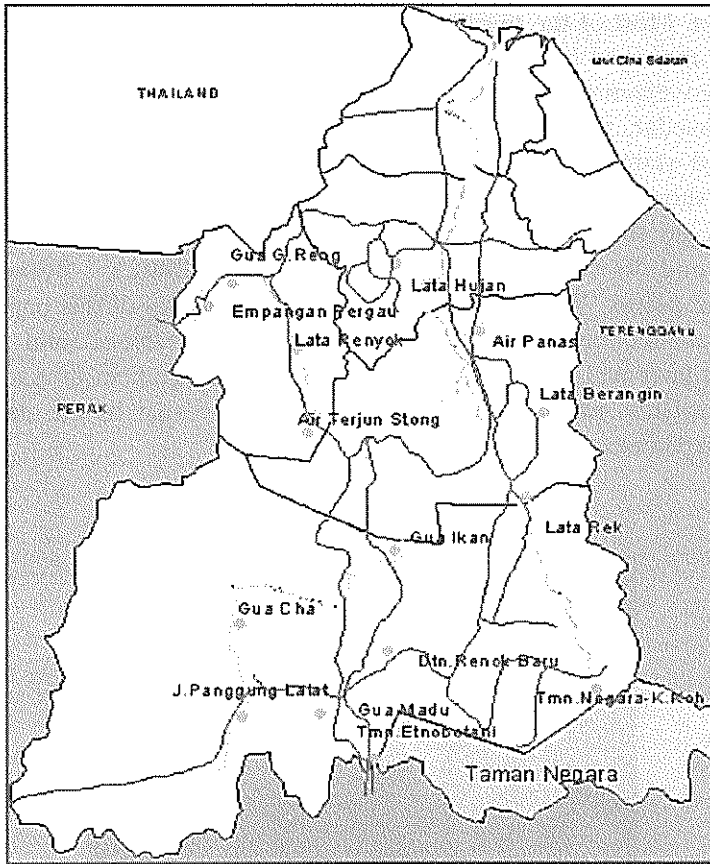 THAILAND
Laut Cina Selatan
Gua G.Reog
Lata Hujan
Empangan Pergau
TERENGGANU
Lata Renyok
Air Panas
Lata Berangin
PERAK
Air Terjun Stong
Lata Rek
Gua Ikan
Gua Cha
Dtn.Renok Baru
J.Panggung Lalat
Tmn.Negara-K.Koh
Gua Madu
Tmn.Etnobotani
Taman Negara